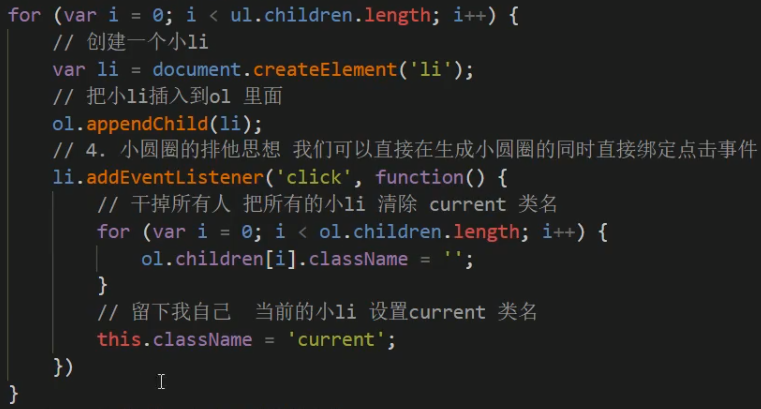 for (var i = 0; i < ul.children.length; i++) {
// 创建一个小li
var li = document.createElement('li');
// 把小li插入到ol 里面
ol.appendChild(li);
// 4. 小圆圈的排他思想 我们可以直接在生成小圆圈的同时直接绑定点击事件
li.addEventListener('click', function() {
// 干掉所有人 把所有的小li 清除 current 类名
for (var i = 0; i < ol.children.length; i++) {
ol.children[i].className = '';
}
// 留下我自己  当前的小li 设置current 类名
this.className = 'current';
})
}